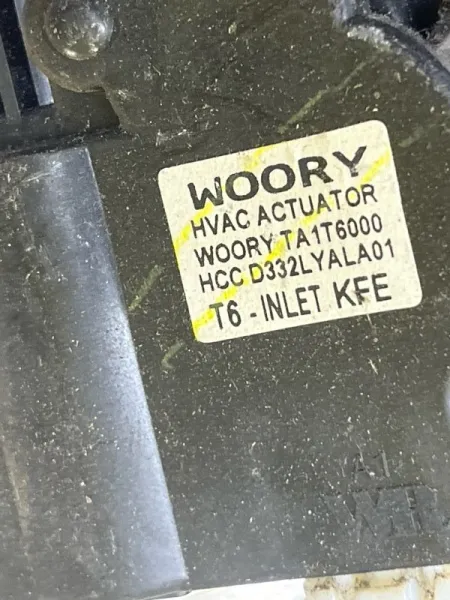 WOORY
HVAC ACTUATOR
WOORY TA1T6000
HCC D332LYALA01
T6 - INLET KFE